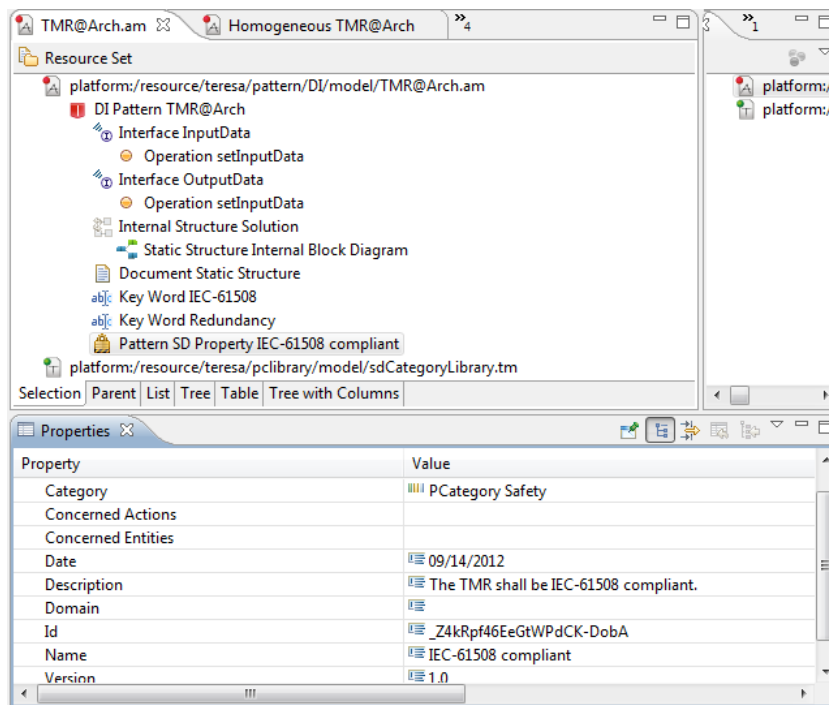 TMR@Arch.am
Homogeneous TMR@Arch
»4
»1
Resource Set
platform:/resource/teresa/pattern/DI/model/TMR@Arch.am
DI Pattern TMR@Arch
Interface InputData
Operation setInputData
Interface OutputData
Operation setInputData
Internal Structure Solution
Static Structure Internal Block Diagram
Document Static Structure
Key Word IEC-61508
Key Word Redundancy
Pattern SD Property IEC-61508 compliant
platform:/resource/teresa/pclibrary/model/sdCategoryLibrary.tm
Selection Parent List Tree Table Tree with Columns
platform:/
platform:/
Properties
Property Value
Category PCategory Safety
Concerned Actions
Concerned Entities
Date 09/14/2012
Description The TMR shall be IEC-61508 compliant.
Domain
Id _Z4kRpf46EeGtWPdCK-DobA
Name IEC-61508 compliant
Version 1.0